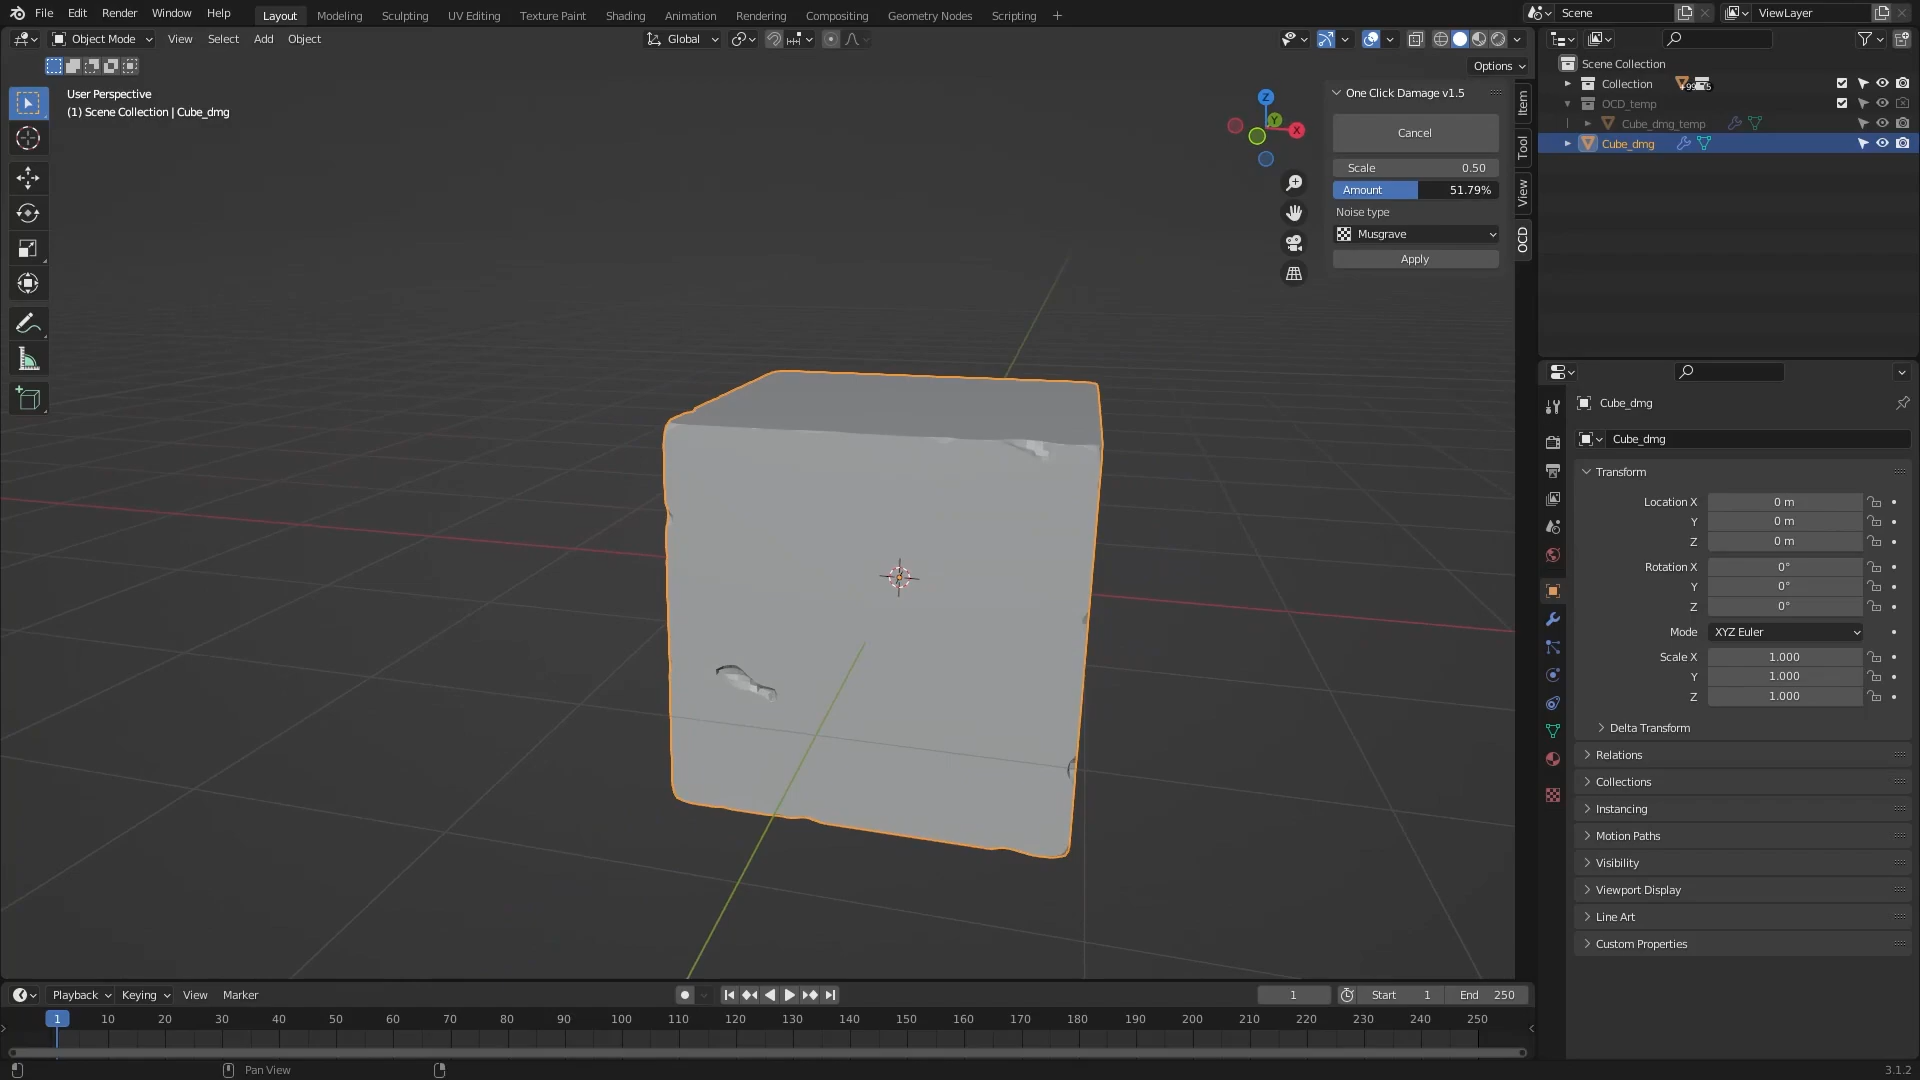 File Edit Render Window Help Layout Modeling Sculpting UV Editing Texture Paint Shading Animation Rendering Compositing Geometry Nodes Scripting + Scene ViewLayer
Object Mode View Select Add Object Global
Options
User Perspective
(1) Scene Collection | Cube_dmg
Z
Y
X
One Click Damage v1.5
Cancel
Scale 0.50
Amount 51.79%
Noise type
Musgrave
Apply
Item
Tool
View
OCD
Scene Collection
Collection
OCD_temp
Cube_dmg_temp
Cube_dmg
Cube_dmg
Cube_dmg
Transform
Location X 0 m
Y 0 m
Z 0 m
Rotation X 0°
Y 0°
Z 0°
Mode XYZ Euler
Scale X 1.000
Y 1.000
Z 1.000
Delta Transform
Relations
Collections
Instancing
Motion Paths
Visibility
Viewport Display
Line Art
Custom Properties
Playback Keying View Marker 1 Start 1 End 250
1 10 20 30 40 50 60 70 80 90 100 110 120 130 140 150 160 170 180 190 200 210 220 230 240 250
Pan View 3.1.2